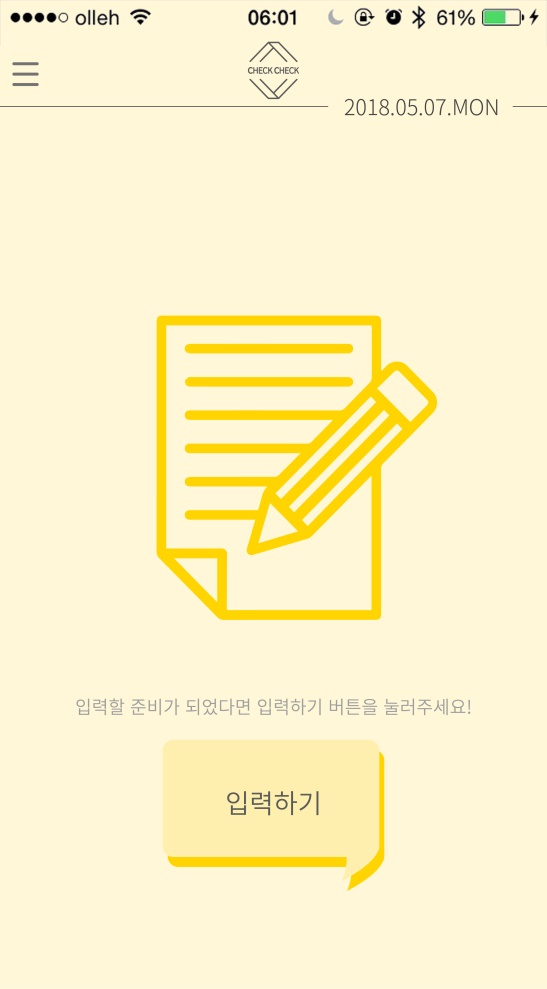 olleh 06:01 61%
CHECK CHECK
2018.05.07.MON
입력할 준비가 되었다면 입력하기 버튼을 눌러주세요!
입력하기